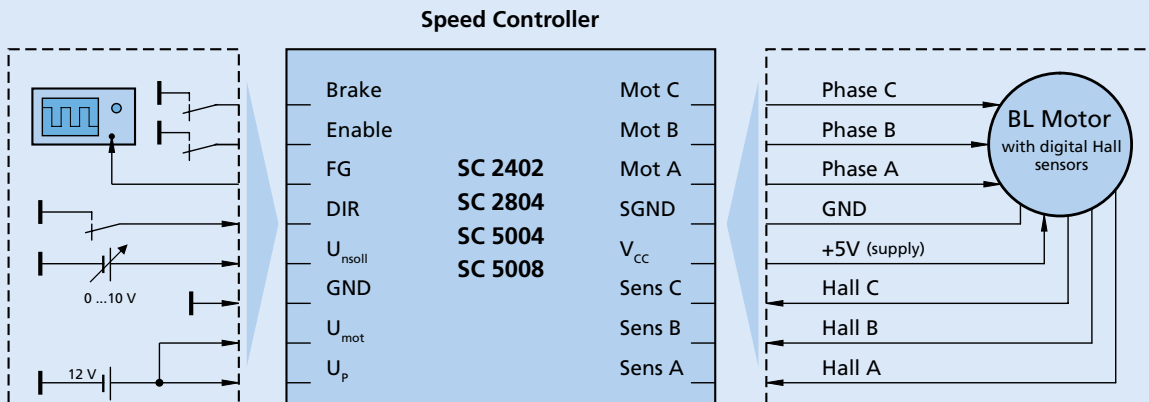 Speed Controller
Brake
Enable
FG
DIR
Unsoll
GND
Umot
UP
0 ...10 V
12 V
SC 2402
SC 2804
SC 5004
SC 5008
Mot C
Mot B
Mot A
SGND
VCC
Sens C
Sens B
Sens A
Phase C
Phase B
Phase A
GND
+5V (supply)
Hall C
Hall B
Hall A
BL Motor
with digital Hall
sensors